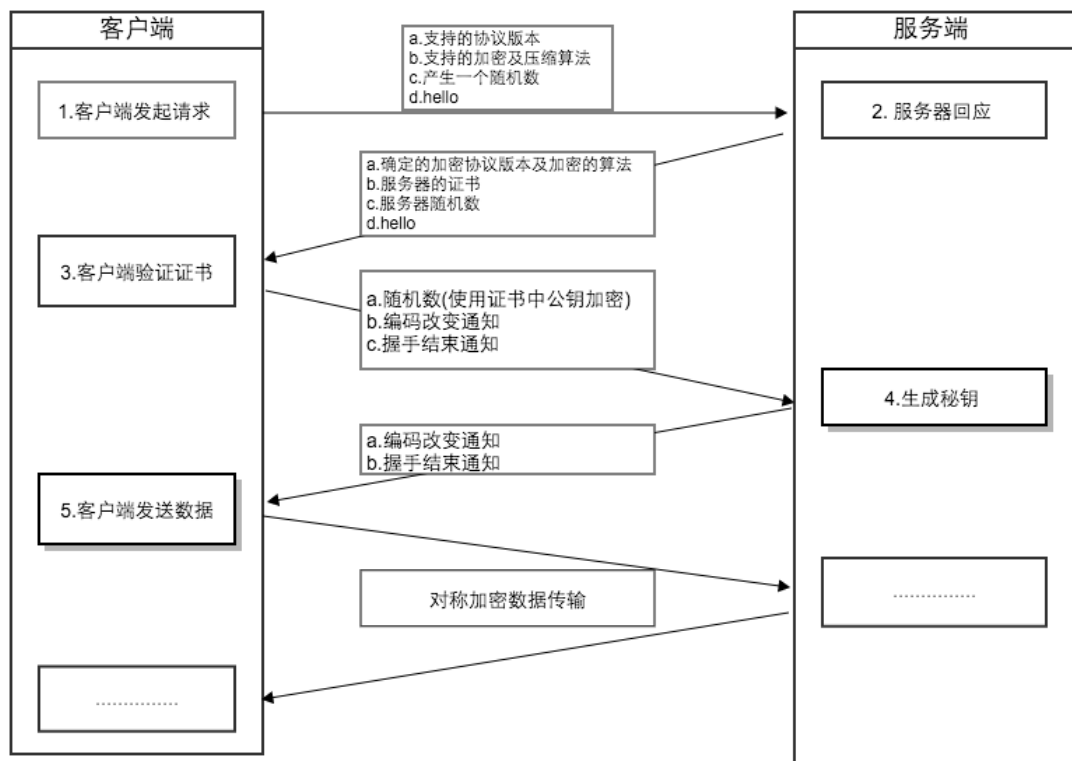 客户端
服务端
a.支持的协议版本
b.支持的加密及压缩算法
c.产生一个随机数
d.hello
1.客户端发起请求
2. 服务器回应
a.确定的加密协议版本及加密的算法
b.服务器的证书
c.服务器随机数
d.hello
3.客户端验证证书
a.随机数(使用证书中公钥加密)
b.编码改变通知
c.握手结束通知
4.生成秘钥
a.编码改变通知
b.握手结束通知
5.客户端发送数据
对称加密数据传输
...............
...............